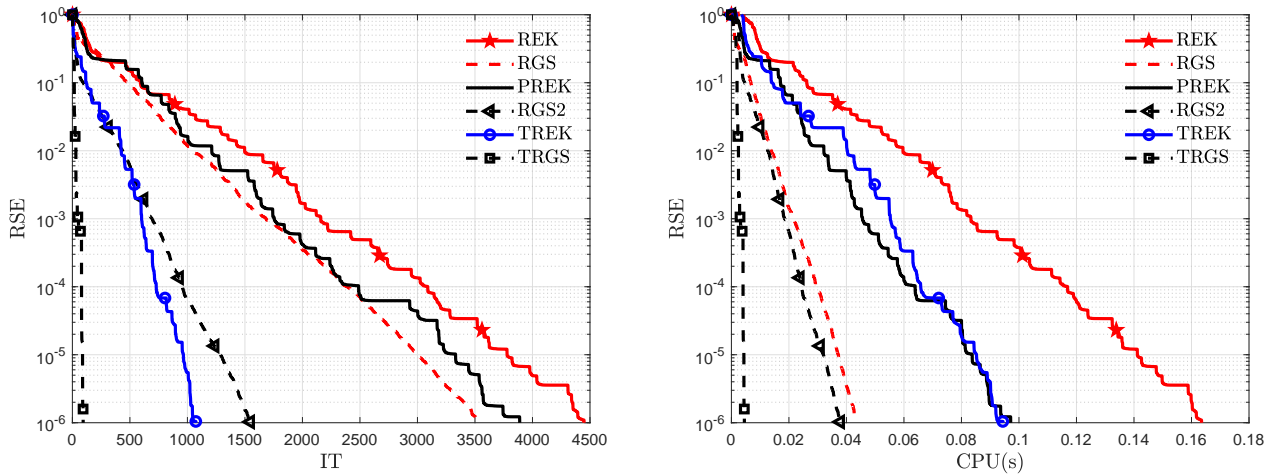 10^0
10^-1
10^-2
10^-3
10^-4
10^-5
10^-6
RSE
0 500 1000 1500 2000 2500 3000 3500 4000 4500
IT
REK
RGS
PREK
RGS2
TREK
TRGS
10^0
10^-1
10^-2
10^-3
10^-4
10^-5
10^-6
RSE
0 0.02 0.04 0.06 0.08 0.1 0.12 0.14 0.16 0.18
CPU(s)
REK
RGS
PREK
RGS2
TREK
TRGS